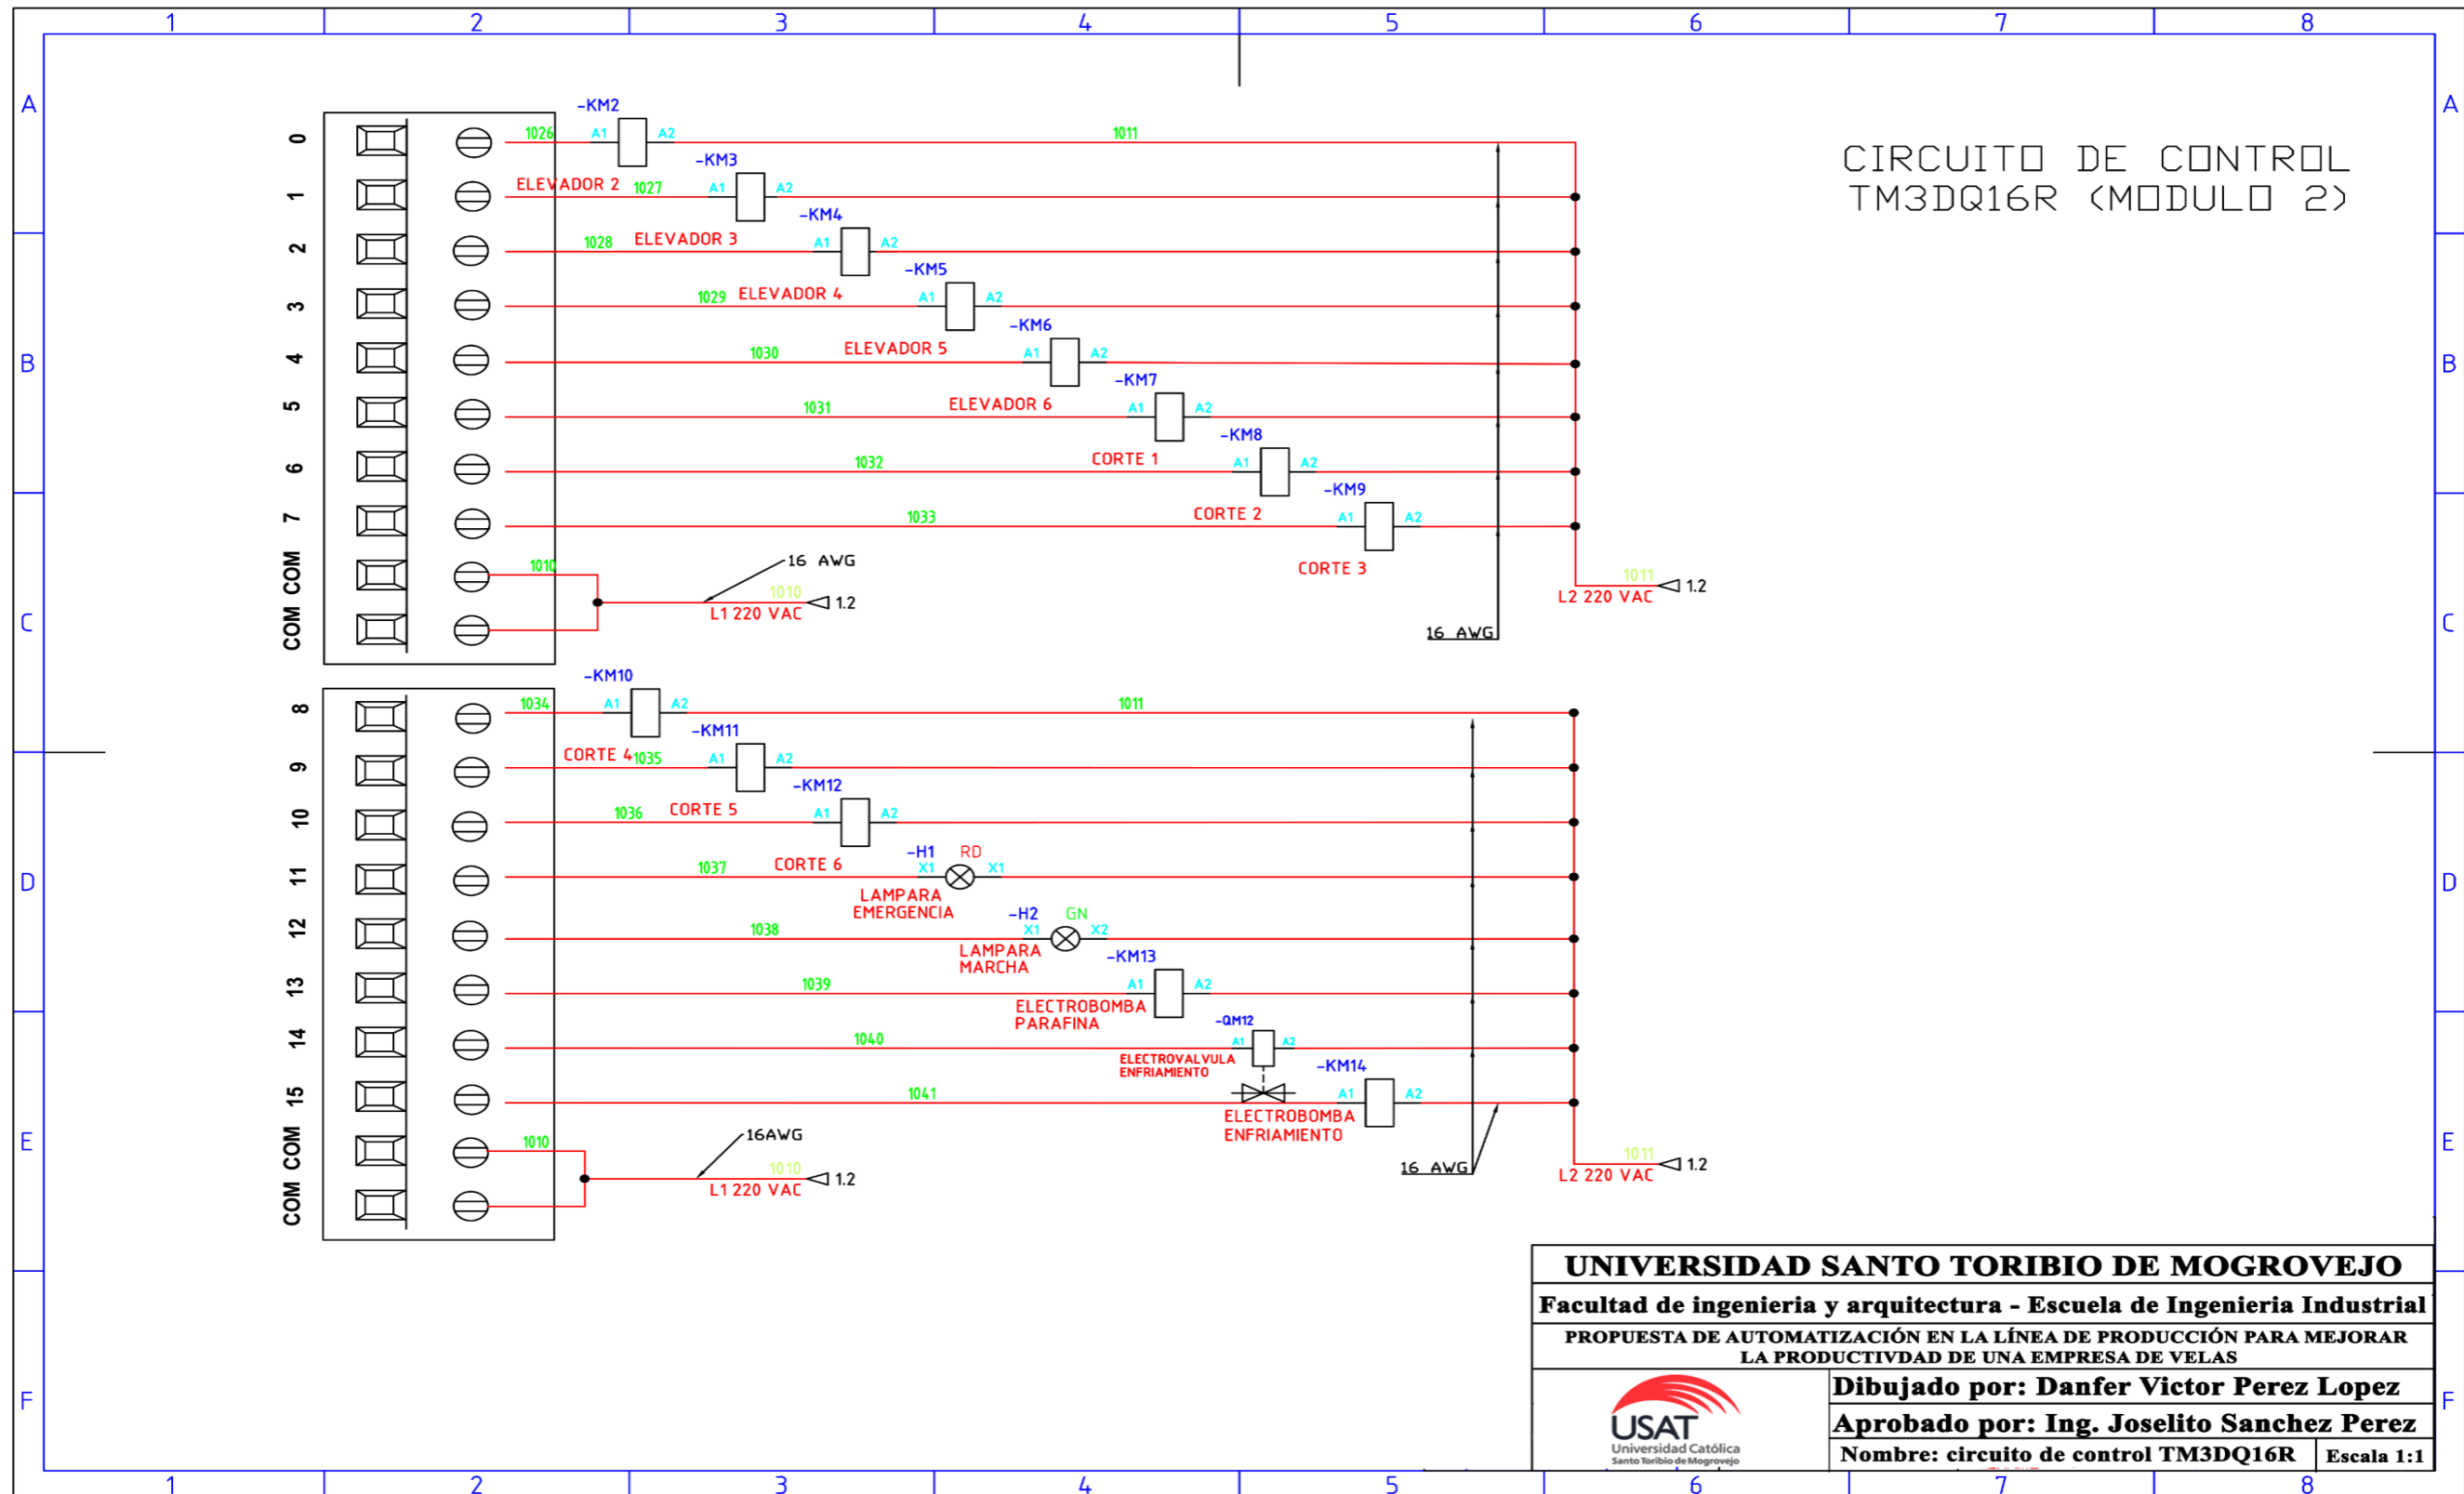 1 2 3 4 5 6 7 8
A A
B B
C C
D D
E E
F F
CIRCUITO DE CONTROL
TM3DQ16R (MODULO 2)
0 1026 -KM2 A1 A2 1011
1 ELEVADOR 2 1027 -KM3 A1 A2
2 1028 ELEVADOR 3 -KM4 A1 A2
3 1029 ELEVADOR 4 -KM5 A1 A2
4 1030 ELEVADOR 5 -KM6 A1 A2
5 1031 ELEVADOR 6 -KM7 A1 A2
6 1032 CORTE 1 -KM8 A1 A2
7 1033 CORTE 2 -KM9 A1 A2
CORTE 3
COM COM
1010
16 AWG
1010 1.2
L1 220 VAC
1011 1.2
L2 220 VAC
16 AWG
8 1034 -KM10 A1 A2 1011
9 CORTE 4 1035 -KM11 A1 A2
10 1036 CORTE 5 -KM12 A1 A2
11 1037 CORTE 6 -H1 RD X1 X1
LAMPARA
EMERGENCIA
12 1038 -H2 GN X1 X2
LAMPARA
MARCHA
13 1039 -KM13 A1 A2
ELECTROBOMBA
PARAFINA
14 1040 -QM12 A1 A2
ELECTROVALVULA
ENFRIAMIENTO
15 1041 -KM14 A1 A2
ELECTROBOMBA
ENFRIAMIENTO
COM COM
1010
16AWG
1010 1.2
L1 220 VAC
16 AWG
1011 1.2
L2 220 VAC
UNIVERSIDAD SANTO TORIBIO DE MOGROVEJO
Facultad de ingenieria y arquitectura - Escuela de Ingenieria Industrial
PROPUESTA DE AUTOMATIZACIÓN EN LA LÍNEA DE PRODUCCIÓN PARA MEJORAR
LA PRODUCTIVDAD DE UNA EMPRESA DE VELAS
USAT
Universidad Católica
Santo Toribio de Mogrovejo
Dibujado por: Danfer Victor Perez Lopez
Aprobado por: Ing. Joselito Sanchez Perez
Nombre: circuito de control TM3DQ16R
Escala 1:1
1 2 3 4 5 6 7 8